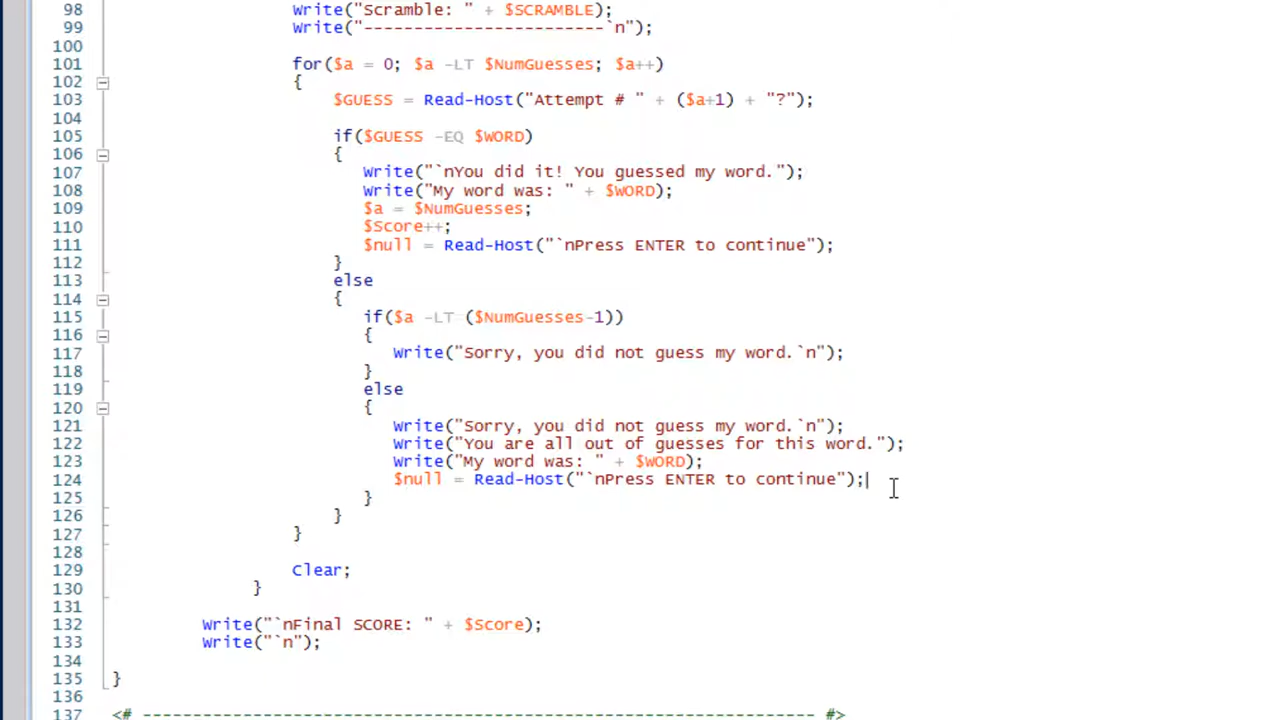 98 Write("Scramble: " + $SCRAMBLE);
99 Write("------------------------`n");
100
101 for($a = 0; $a -LT $NumGuesses; $a++)
102 {
103 $GUESS = Read-Host("Attempt # " + ($a+1) + "?");
104
105 if($GUESS -EQ $WORD)
106 {
107 Write("`nYou did it! You guessed my word.");
108 Write("My word was: " + $WORD);
109 $a = $NumGuesses;
110 $Score++;
111 $null = Read-Host("`nPress ENTER to continue");
112 }
113 else
114 {
115 if($a -LT ($NumGuesses-1))
116 {
117 Write("Sorry, you did not guess my word.`n");
118 }
119 else
120 {
121 Write("Sorry, you did not guess my word.`n");
122 Write("You are all out of guesses for this word.");
123 Write("My word was: " + $WORD);
124 $null = Read-Host("`nPress ENTER to continue");
125 }
126 }
127 }
128
129 Clear;
130 }
131
132 Write("`nFinal SCORE: " + $Score);
133 Write("`n");
134
135 }
136
137 <# ------------------------------------------------------------------- #>